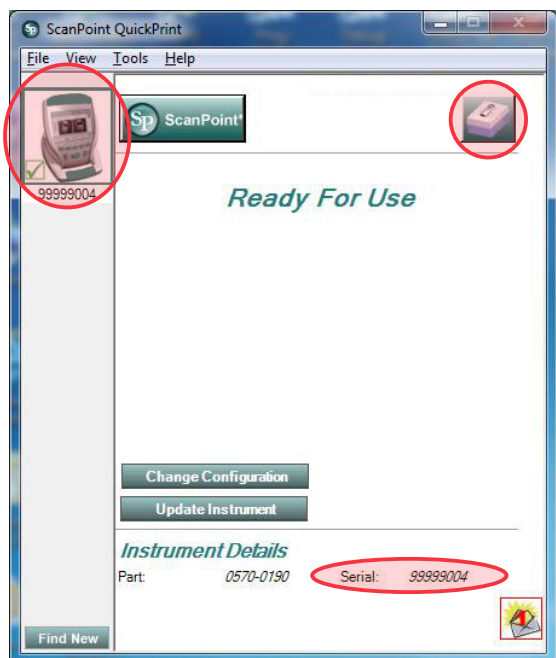 ScanPoint QuickPrint
File View Tools Help
Sp ScanPoint®
99999004
Ready For Use
Change Configuration
Update Instrument
Instrument Details
Part: 0570-0190 Serial: 99999004
Find New